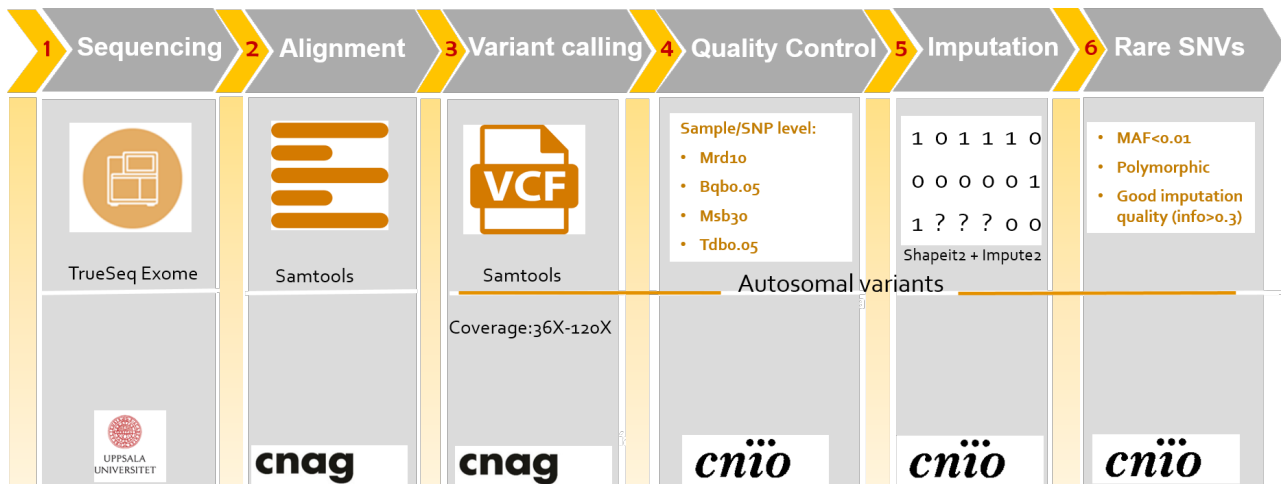 1 Sequencing
2 Alignment
3 Variant calling
4 Quality Control
5 Imputation
6 Rare SNVs
TrueSeq Exome
Samtools
VCF
Samtools
Sample/SNP level:
• Mrd10
• Bqb0.05
• Msb30
• Tdb0.05
1 0 1 1 1 0
0 0 0 0 0 1
1 ? ? ? 0 0
Shapeit2 + Impute2
• MAF<0.01
• Polymorphic
• Good imputation
quality (info>0.3)
Autosomal variants
Coverage:36X-120X
UPPSALA
UNIVERSITET
cnag
cnag
cnio
cnio
cnio